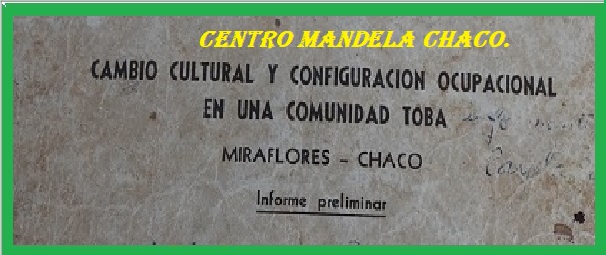 CENTRO MANDELA CHACO.
CAMBIO CULTURAL Y CONFIGURACION OCUPACIONAL
EN UNA COMUNIDAD TOBA
MIRAFLORES - CHACO
Informe preliminar